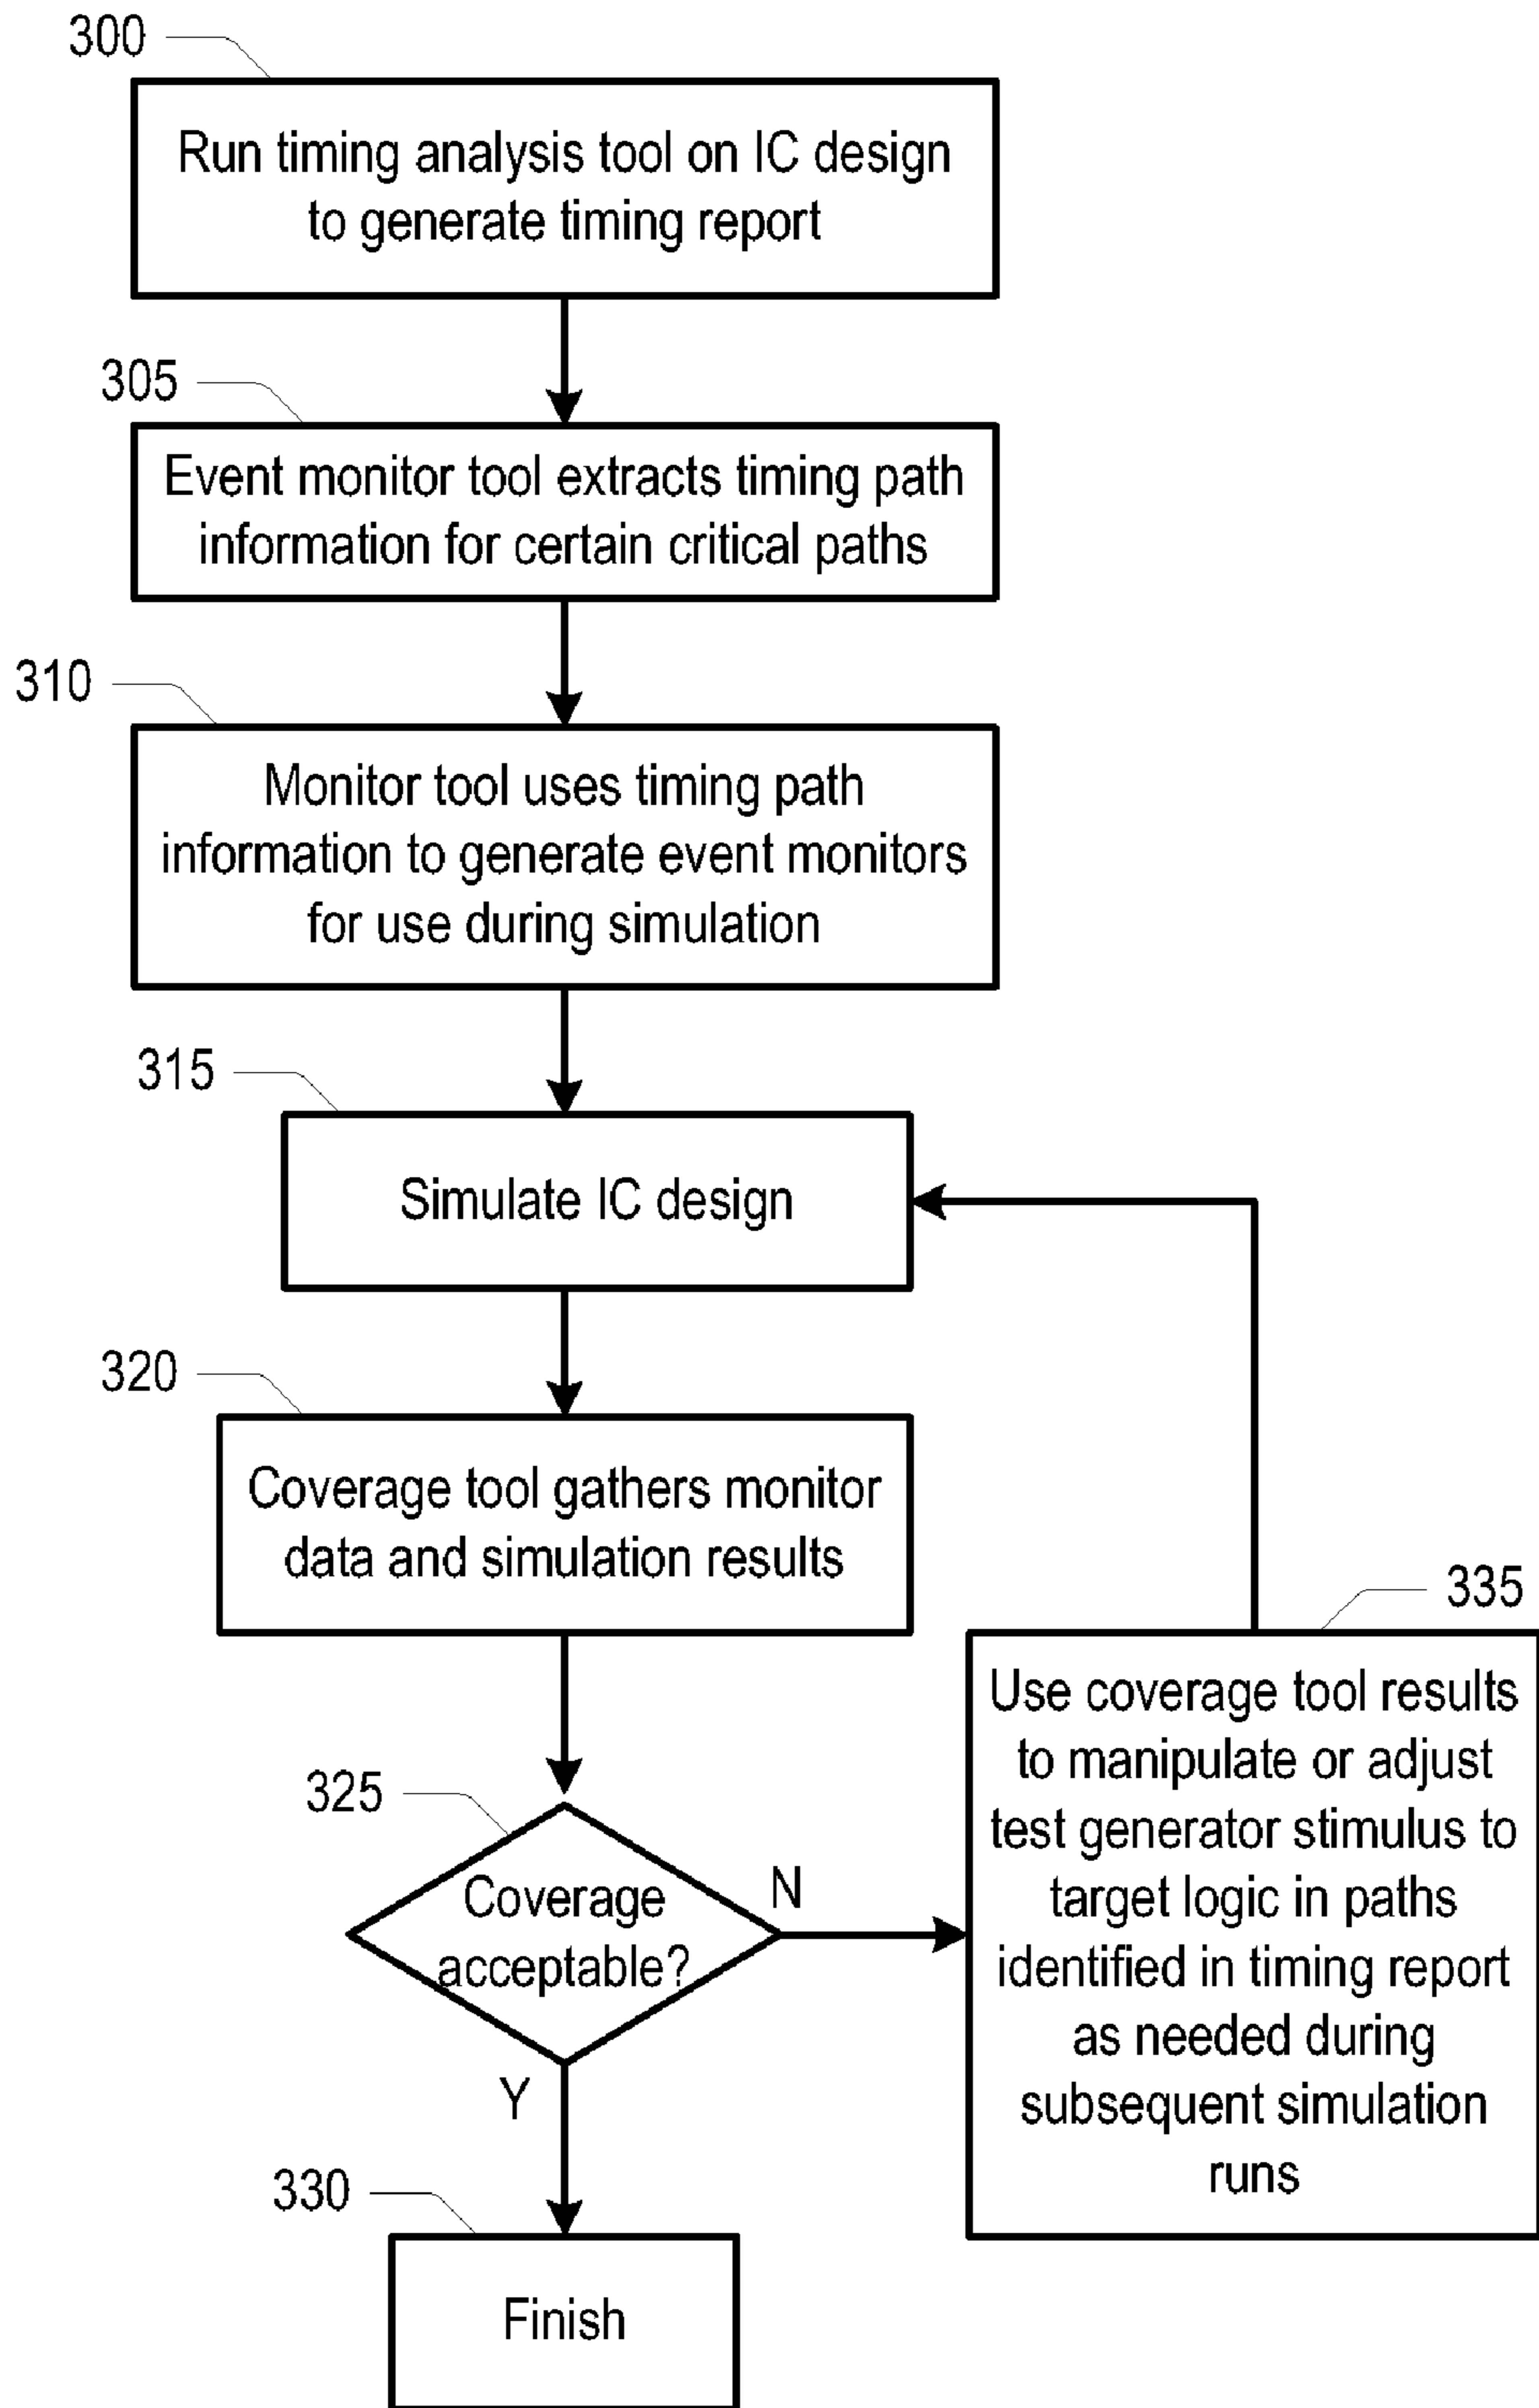 300
Run timing analysis tool on IC design
to generate timing report
305
Event monitor tool extracts timing path
information for certain critical paths
310
Monitor tool uses timing path
information to generate event monitors
for use during simulation
315
Simulate IC design
320
Coverage tool gathers monitor
data and simulation results
325
Coverage
acceptable?
N
Y
335
Use coverage tool results
to manipulate or adjust
test generator stimulus to
target logic in paths
identified in timing report
as needed during
subsequent simulation
runs
330
Finish